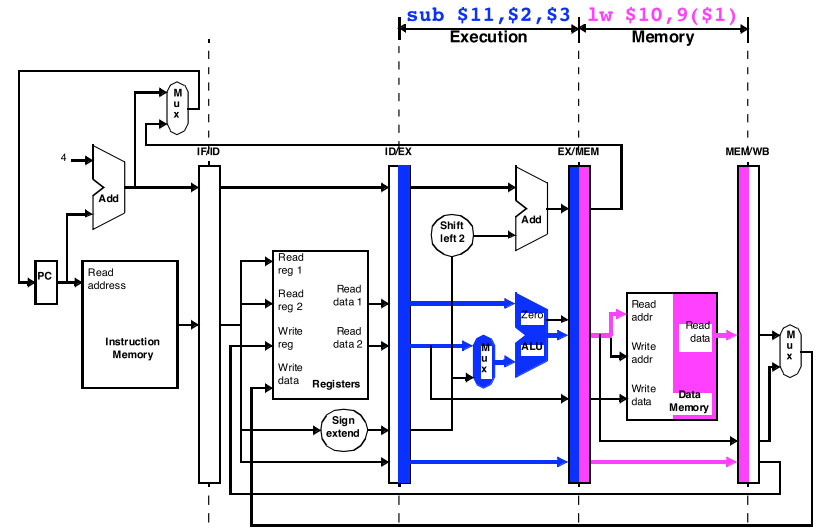 sub $11,$2,$3 lw $10,9($1)
Execution Memory
M
u
x
IF/ID ID/EX EX/MEM MEM/WB
4
Add
Add
Shift
left 2
PC
Read
address
Instruction
Memory
Read
reg 1
Read
reg 2
Write
reg
Write
data
Read
data 1
Read
data 2
Registers
Sign
extend
M
u
x
Zero
ALU
Read
addr
Write
addr
Write
data
Read
data
Data
Memory
M
u
x